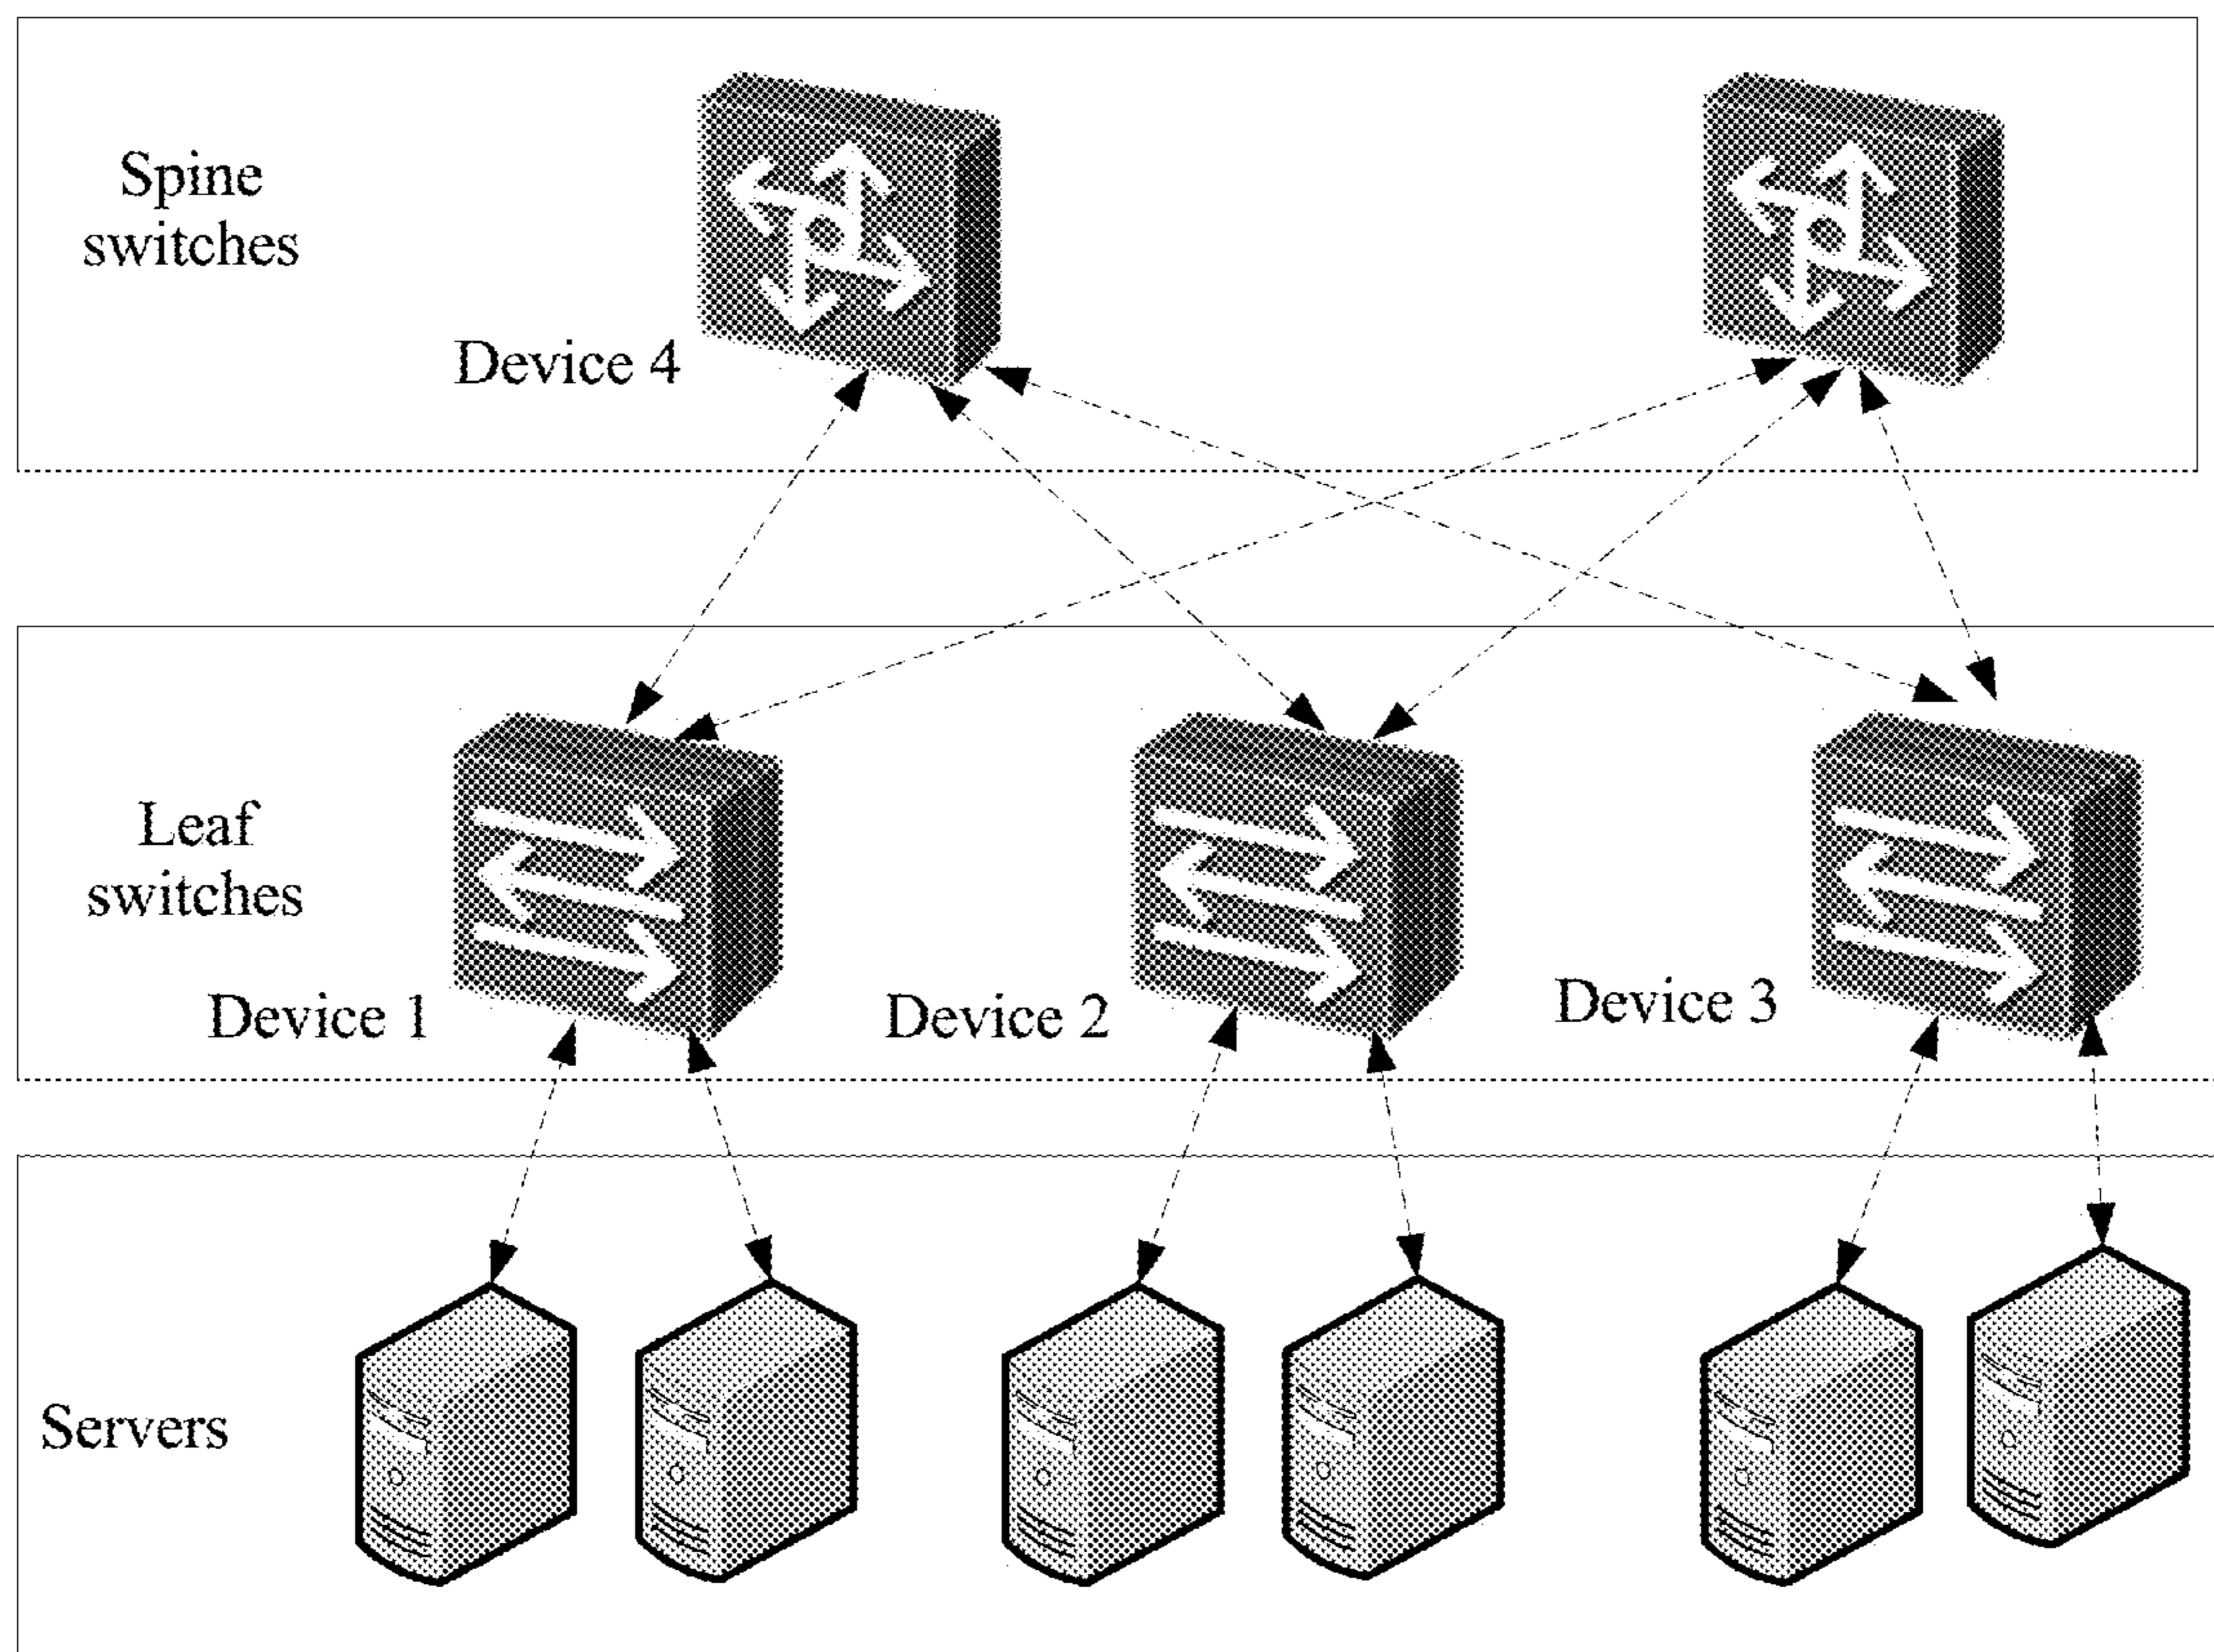 Spine
switches
Device 4
Leaf
switches
Device 1
Device 2
Device 3
Servers